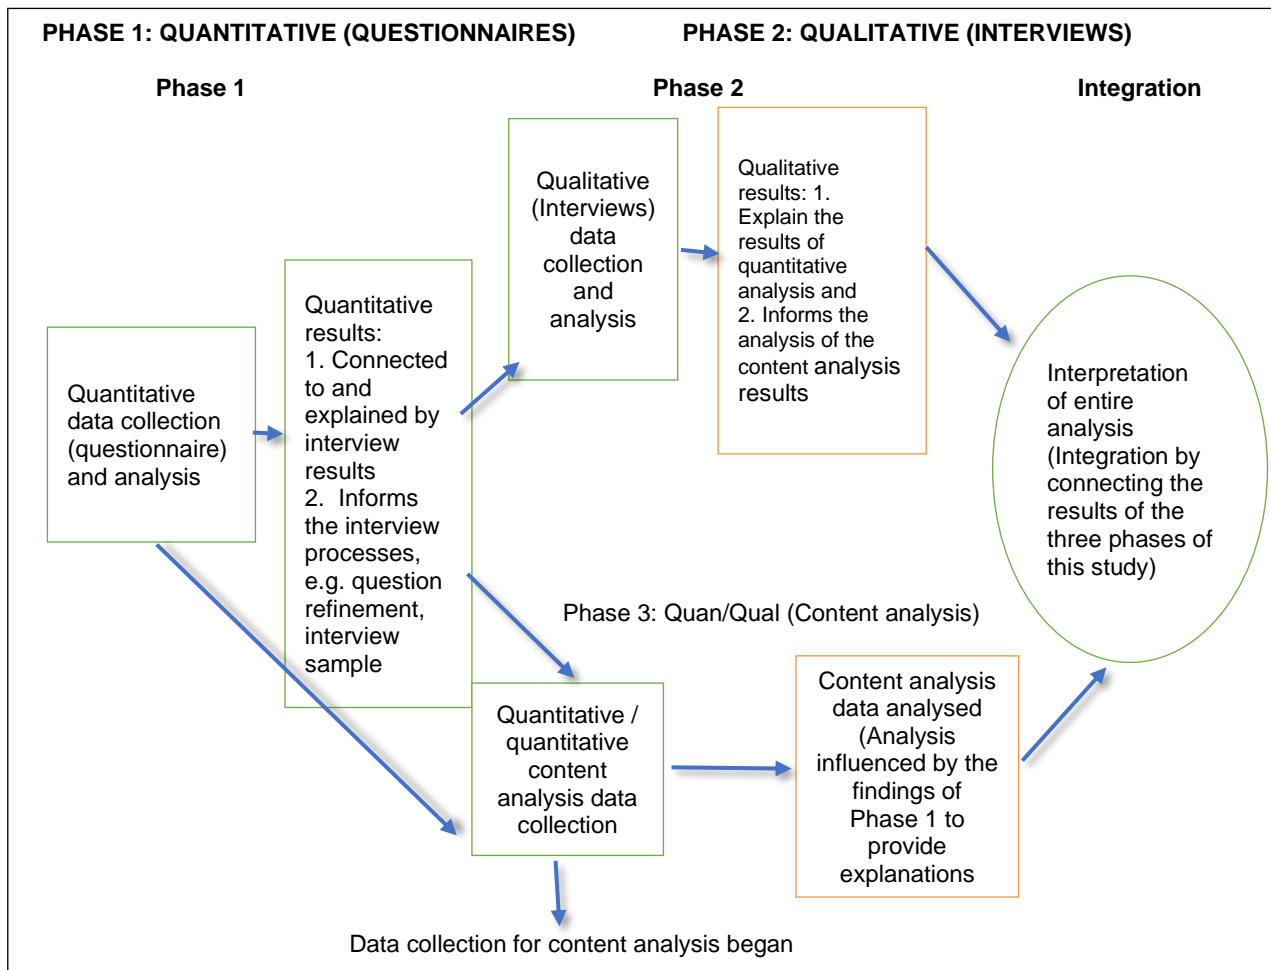 PHASE 1: QUANTITATIVE (QUESTIONNAIRES)
PHASE 2: QUALITATIVE (INTERVIEWS)
Phase 1
Phase 2
Integration
Quantitative
data collection
(questionnaire)
and analysis
Quantitative
results:
1. Connected
to and
explained by
interview
results
2. Informs
the interview
processes,
e.g. question
refinement,
interview
sample
Qualitative
(Interviews)
data
collection
and
analysis
Qualitative
results: 1.
Explain the
results of
quantitative
analysis and
2. Informs the
analysis of the
content analysis
results
Interpretation
of entire
analysis
(Integration by
connecting the
results of the
three phases of
this study)
Phase 3: Quan/Qual (Content analysis)
Quantitative /
quantitative
content
analysis data
collection
Content analysis
data analysed
(Analysis
influenced by the
findings of
Phase 1 to
provide
explanations
Data collection for content analysis began